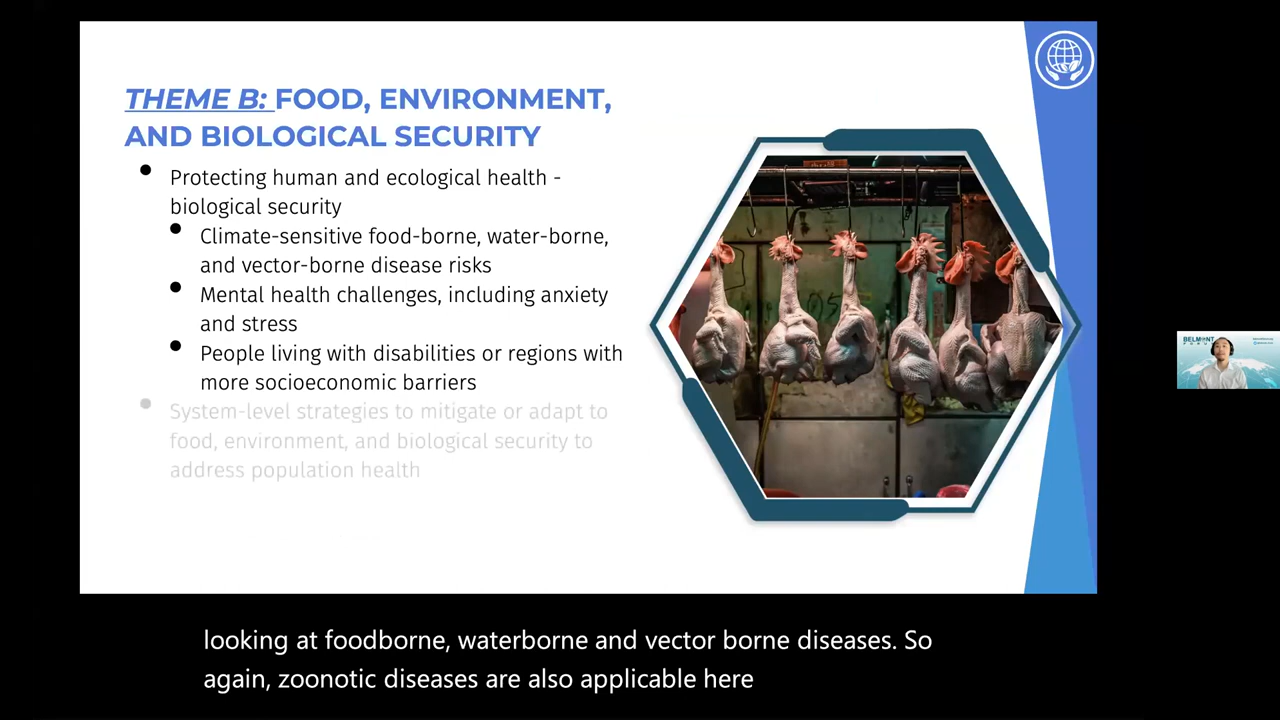 THEME B: FOOD, ENVIRONMENT,
AND BIOLOGICAL SECURITY
Protecting human and ecological health -
biological security
Climate-sensitive food-borne, water-borne,
and vector-borne disease risks
Mental health challenges, including anxiety
and stress
People living with disabilities or regions with
more socioeconomic barriers
System-level strategies to mitigate or adapt to
food, environment, and biological security to
address population health
BELMONT
FORUM
looking at foodborne, waterborne and vector borne diseases. So
again, zoonotic diseases are also applicable here